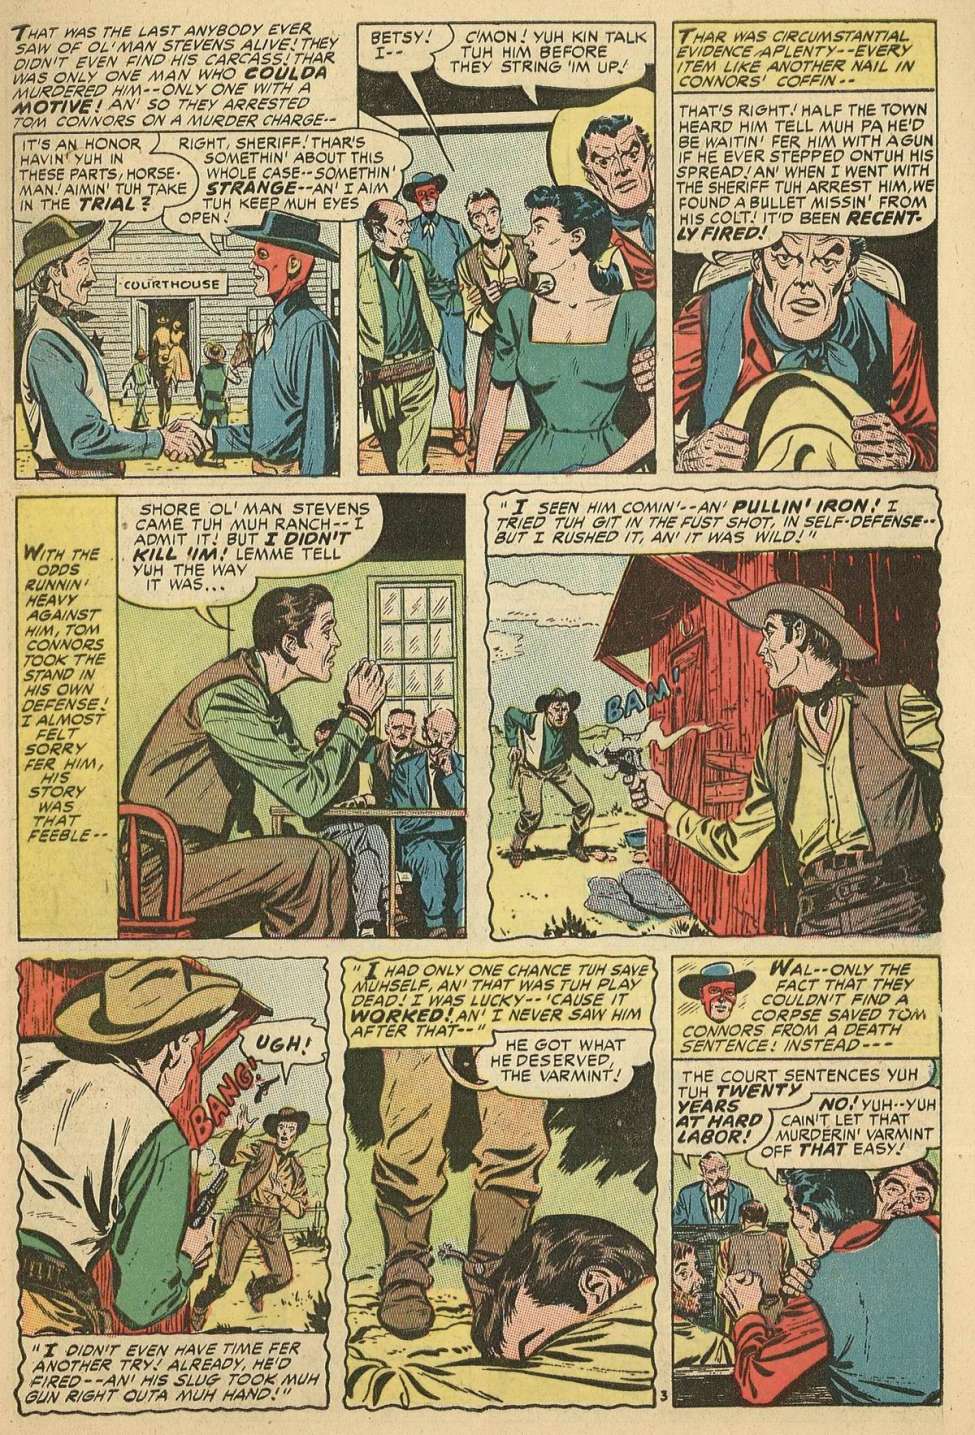 THAT WAS THE LAST ANYBODY EVER
SAW OF OL' MAN STEVENS ALIVE! THEY
DIDN'T EVEN FIND HIS CARCASS! THAR
WAS ONLY ONE MAN WHO COULDA
MURDERED HIM--ONLY ONE WITH A
MOTIVE! AN' SO THEY ARRESTED
TOM CONNORS ON A MURDER CHARGE--
IT'S AN HONOR
HAVIN' YUH IN
THESE PARTS, HORSE-
MAN! AIMIN' TUH TAKE
IN THE TRIAL?
RIGHT, SHERIFF! THAR'S
SOMETHIN' ABOUT THIS
WHOLE CASE--SOMETHIN'
STRANGE--AN' I AIM
TUH KEEP MUH EYES
OPEN!
COURTHOUSE
BETSY!
I--
C'MON! YUH KIN TALK
TUH HIM BEFORE
THEY STRING 'IM UP!
THAR WAS CIRCUMSTANTIAL
EVIDENCE APLENTY--EVERY
ITEM LIKE ANOTHER NAIL IN
CONNORS' COFFIN--
THAT'S RIGHT! HALF THE TOWN
HEARD HIM TELL MUH PA HE'D
BE WAITIN' FER HIM WITH A GUN
IF HE EVER STEPPED ONTUH HIS
SPREAD! AN' WHEN I WENT WITH
THE SHERIFF TUH ARREST HIM, WE
FOUND A BULLET MISSIN' FROM
HIS COLT! IT'D BEEN RECENT-
LY FIRED!
WITH THE
ODDS
RUNNIN'
HEAVY
AGAINST
HIM, TOM
CONNORS
TOOK THE
STAND IN
HIS OWN
DEFENSE!
I ALMOST
FELT
SORRY
FER HIM,
HIS
STORY
WAS
THAT
FEEBLE--
SHORE OL' MAN STEVENS
CAME TUH MUH RANCH--I
ADMIT IT! BUT I DIDN'T
KILL 'IM! LEMME TELL
YUH THE WAY
IT WAS...
"I SEEN HIM COMIN'--AN' PULLIN' IRON! I
TRIED TUH GIT IN THE FUST SHOT, IN SELF-DEFENSE--
BUT I RUSHED IT, AN' IT WAS WILD!"
BAM!
UGH!
BANG!
"I DIDN'T EVEN HAVE TIME FER
ANOTHER TRY! ALREADY, HE'D
FIRED--AN' HIS SLUG TOOK MUH
GUN RIGHT OUTA MUH HAND!"
"I HAD ONLY ONE CHANCE TUH SAVE
MUHSELF, AN' THAT WAS TUH PLAY
DEAD! I WAS LUCKY--'CAUSE IT
WORKED! AN' I NEVER SAW HIM
AFTER THAT--"
HE GOT WHAT
HE DESERVED,
THE VARMINT!
3
WAL--ONLY THE
FACT THAT THEY
COULDN'T FIND A
CORPSE SAVED TOM
CONNORS FROM A DEATH
SENTENCE! INSTEAD---
THE COURT SENTENCES YUH
TUH TWENTY
YEARS
AT HARD
LABOR!
NO! YUH--YUH
CAIN'T LET THAT
MURDERIN' VARMINT
OFF THAT EASY!